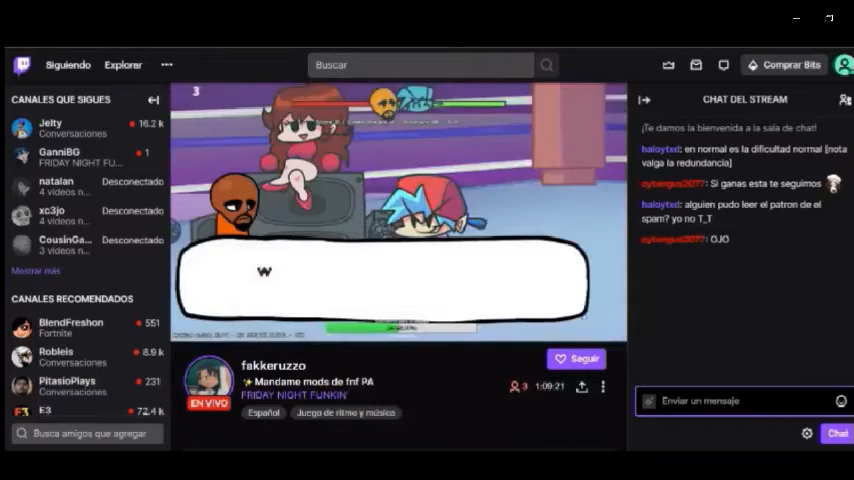 Siguiendo
Explorar
Buscar
Comprar Bits
CANALES QUE SIGUES
Jelty
16.2 k
Conversaciones
GanniBG
1
FRIDAY NIGHT FU...
natalan
Desconectado
4 videos n...
xc3jo
Desconectado
4 videos n...
CousinGa...
Desconectado
3 videos n...
Mostrar más
CANALES RECOMENDADOS
BlendFreshon
551
Fortnite
Robleis
8.9 k
Conversaciones
PitasioPlays
231
Conversaciones
E3
72.4 k
Busca amigos que agregar
3
w
fakkeruzzo
Seguir
✨Mandame mods de fnf PA
FRIDAY NIGHT FUNKIN'
3
1:09:21
EN VIVO
Español
Juego de ritmo y música
CHAT DEL STREAM
¡Te damos la bienvenida a la sala de chat!
haloytxd: en normal es la dificultad normal [nota
valga la redundancia]
cybergus2077: Si ganas esta te seguimos
haloytxd: alguien pudo leer el patron de el
spam? yo no T_T
cybergus2077: OJO
Enviar un mensaje
Chat